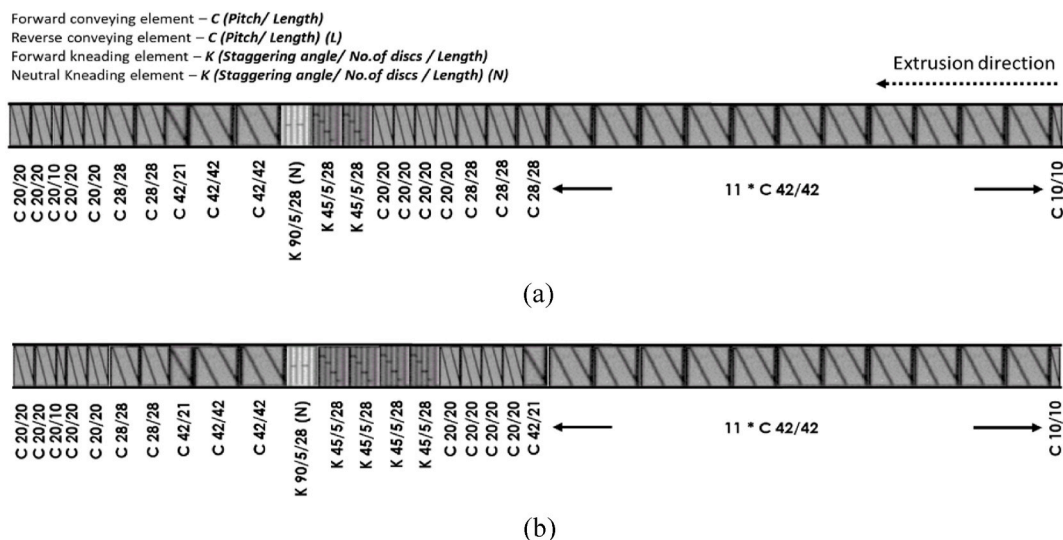 Forward conveying element – C (Pitch/ Length)
Reverse conveying element – C (Pitch/ Length) (L)
Forward kneading element – K (Staggering angle/ No.of discs / Length)
Neutral Kneading element – K (Staggering angle/ No.of discs / Length) (N)
Extrusion direction
C 20/20
C 20/20
C 20/10
C 20/20
C 20/20
C 28/28
C 28/28
C 42/21
C 42/42
C 42/42
K 90/5/28 (N)
K 45/5/28
K 45/5/28
C 20/20
C 20/20
C 20/20
C 20/20
C 28/28
C 28/28
C 28/28
11 * C 42/42
C 10/10
(a)
C 20/20
C 20/20
C 20/10
C 20/20
C 20/20
C 28/28
C 28/28
C 42/21
C 42/42
C 42/42
K 90/5/28 (N)
K 45/5/28
K 45/5/28
K 45/5/28
K 45/5/28
C 20/20
C 20/20
C 20/20
C 20/20
C 42/21
11 * C 42/42
C 10/10
(b)